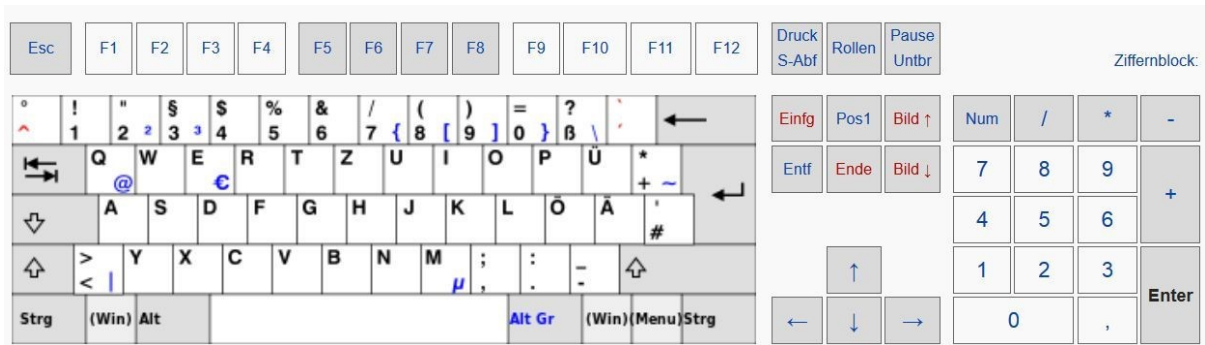 Esc F1 F2 F3 F4 F5 F6 F7 F8 F9 F10 F11 F12 Druck S-Abf Rollen Pause Untbr Ziffernblock:
° ! " § $ % & / ( ) = ? `
^ 1 2 ² 3 ³ 4 5 6 7 { 8 [ 9 ] 0 } ß \ ´ ← Einfg Pos1 Bild ↑ Num / * -
Q W E R T Z U I O P Ü *
@ € + ~ Entf Ende Bild ↓ 7 8 9 +
A S D F G H J K L Ö Ä '
# 4 5 6
> Y X C V B N M ; : _
< | µ , . - ↑ 1 2 3 Enter
Strg (Win) Alt Alt Gr (Win) (Menu) Strg ← ↓ → 0 ,